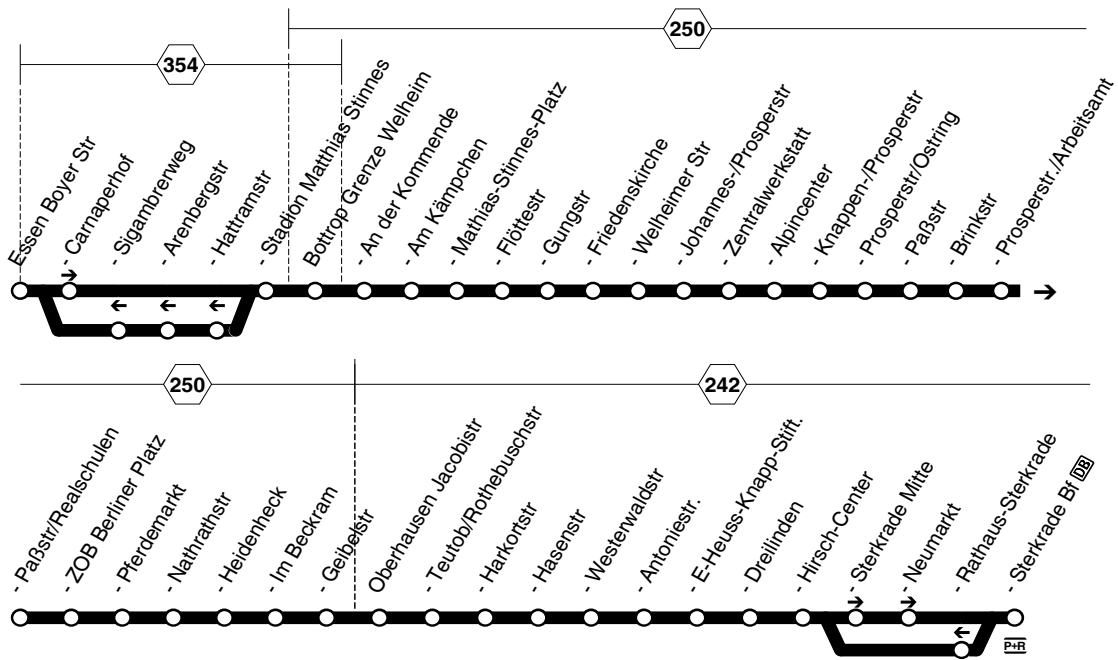 250
354
Essen Boyer Str
- Carnaperhof
- Sigambrerweg
- Arenbergstr
- Hattramstr
- Stadion Matthias Stinnes
Bottrop Grenze Welheim
- An der Kommende
- Am Kämpchen
- Mathias-Stinnes-Platz
- Flöttestr
- Gungstr
- Friedenskirche
- Welheimer Str
- Johannes-/Prosperstr
- Zentralwerkstatt
- Alpincenter
- Knappen-/Prosperstr
- Prosperstr/Ostring
- Paßstr
- Brinkstr
- Prosperstr./Arbeitsamt
250
242
- Paßstr/Realschulen
- ZOB Berliner Platz
- Pferdemarkt
- Nathrathstr
- Heidenheck
- Im Beckram
- Geibelstr
Oberhausen Jacobistr
- Teutob/Rothebuschstr
- Harkortstr
- Hasenstr
- Westerwaldstr
- Antoniestr.
- E-Heuss-Knapp-Stift.
- Dreilinden
- Hirsch-Center
- Sterkrade Mitte
- Neumarkt
- Rathaus-Sterkrade
- Sterkrade Bf DB
P+R